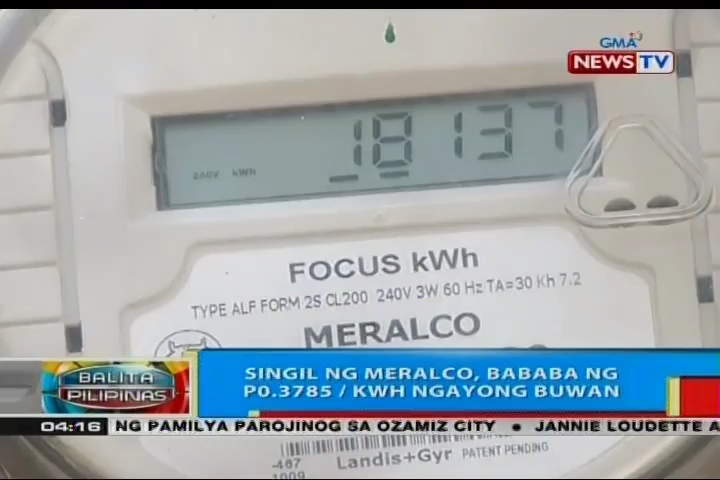 GMA
NEWS TV
240V kWh
18137
FOCUS kWh
TYPE ALF FORM 2S CL200 240V 3W 60 Hz TA=30 Kh 7.2
MERALCO
BALITA
PILIPINAS
SINGIL NG MERALCO, BABABA NG
P0.3785 / KWH NGAYONG BUWAN
04:16 NG PAMILYA PAROJINOG SA OZAMIZ CITY • JANNIE LOUDETTE A
-467
1009
Landis+Gyr PATENT PENDING